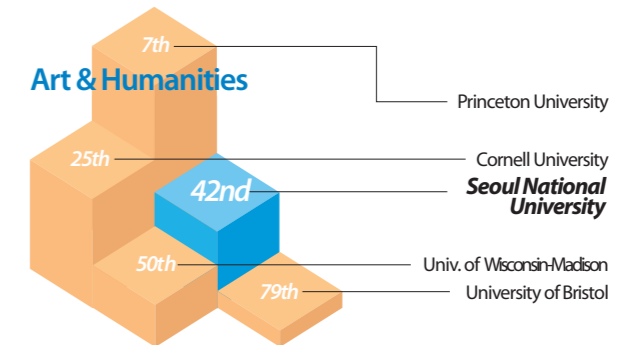 7th
Art & Humanities
Princeton University
25th
Cornell University
42nd
Seoul National
University
50th
Univ. of Wisconsin-Madison
79th
University of Bristol